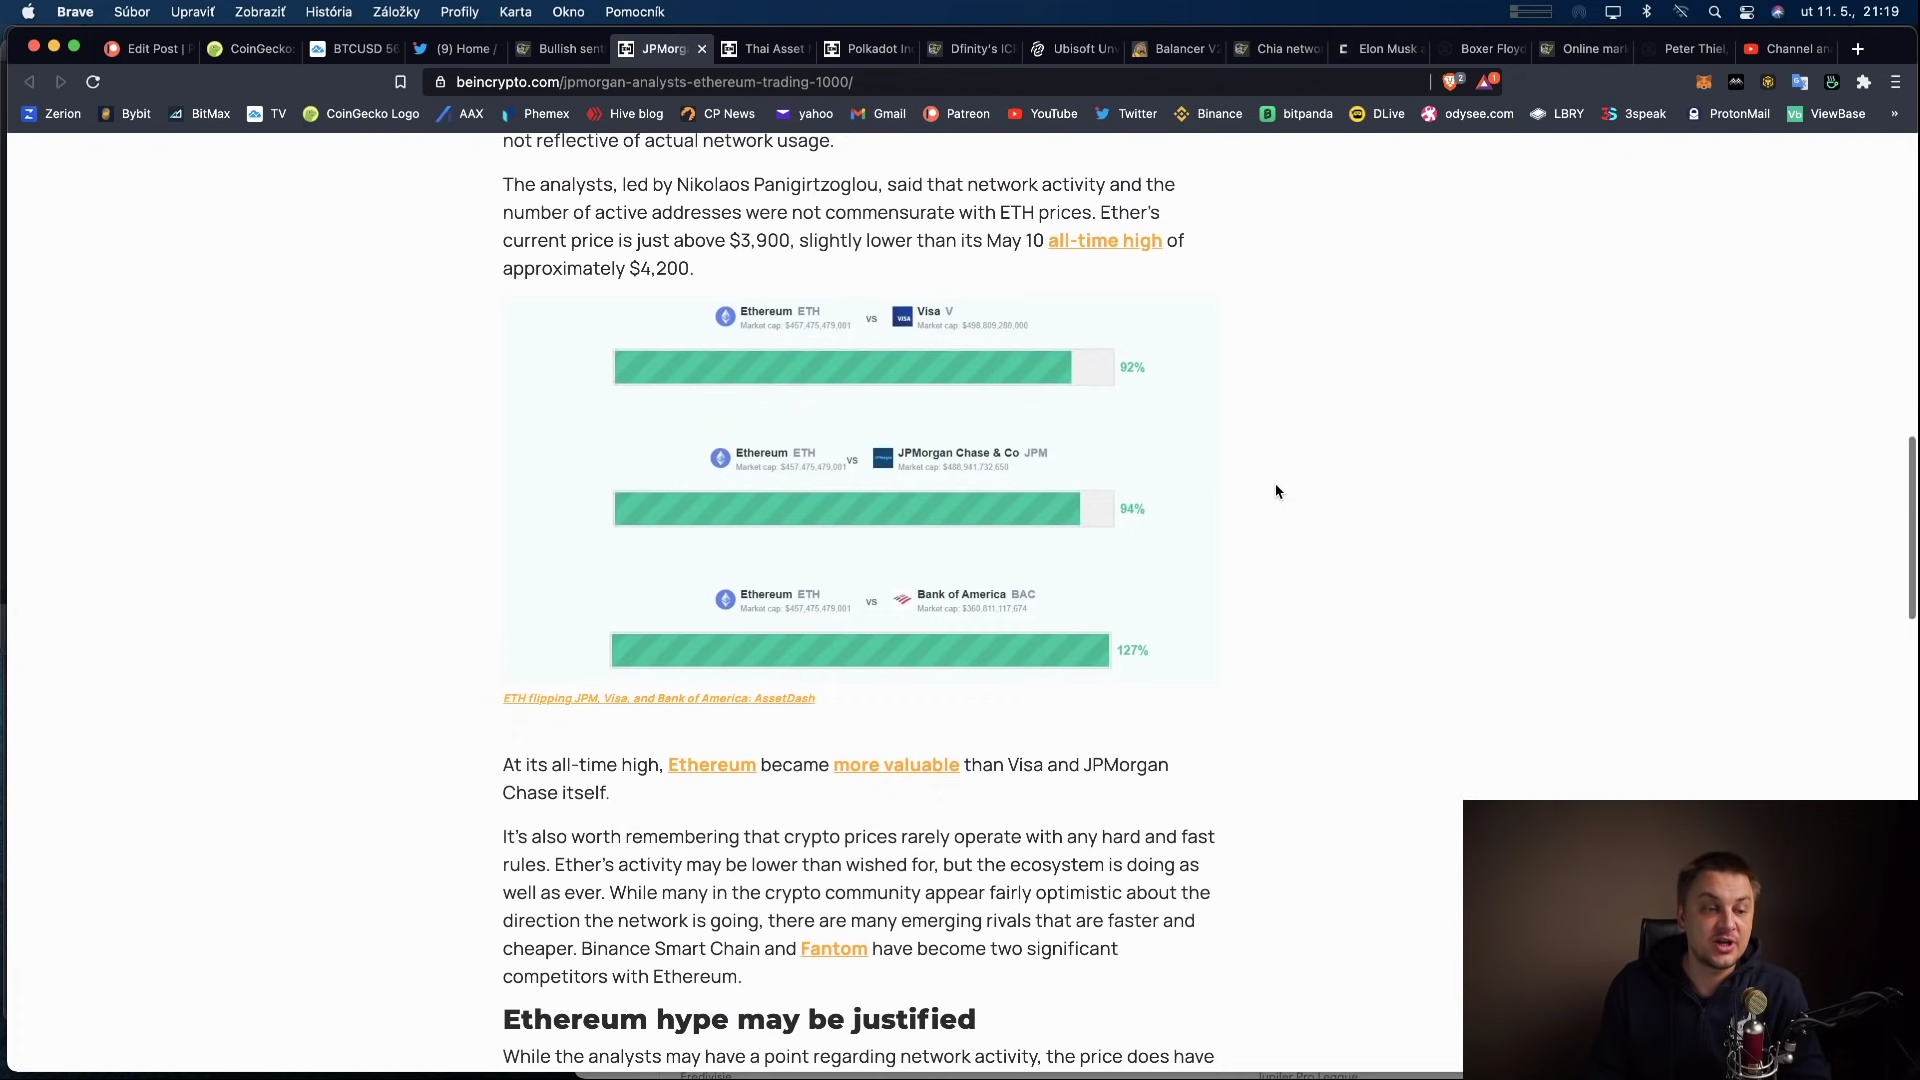 Brave Súbor Upraviť Zobraziť História Záložky Profily Karta Okno Pomocník ut 11. 5., 21:19
Edit Post | CoinGecko: BTCUSD 56 (9) Home / Bullish sent JPMorg Thai Asset Polkadot Inc Dfinity's ICP Ubisoft Unv Balancer V2 Chia netwo Elon Musk a Boxer Floyd Online mar Peter Thiel, Channel an
beincrypto.com/jpmorgan-analysts-ethereum-trading-1000/ 2 1
Zerion Bybit BitMax TV CoinGecko Logo AAX Phemex Hive blog CP News yahoo Gmail Patreon YouTube Twitter Binance bitpanda DLive odysee.com LBRY 3speak ProtonMail ViewBase »
not reflective of actual network usage.
The analysts, led by Nikolaos Panigirtzoglou, said that network activity and the
number of active addresses were not commensurate with ETH prices. Ether's
current price is just above $3,900, slightly lower than its May 10 all-time high of
approximately $4,200.
Ethereum ETH vs VISA Visa V
Market cap: $457,475,479,001 Market cap: $498,809,280,000
92%
Ethereum ETH vs JPMorgan Chase & Co JPM
Market cap: $457,475,479,001 Market cap: $488,941,732,650
94%
Ethereum ETH vs Bank of America BAC
Market cap: $457,475,479,001 Market cap: $360,811,117,674
127%
ETH flipping JPM, Visa, and Bank of America: AssetDash
At its all-time high, Ethereum became more valuable than Visa and JPMorgan
Chase itself.
It's also worth remembering that crypto prices rarely operate with any hard and fast
rules. Ether's activity may be lower than wished for, but the ecosystem is doing as
well as ever. While many in the crypto community appear fairly optimistic about the
direction the network is going, there are many emerging rivals that are faster and
cheaper. Binance Smart Chain and Fantom have become two significant
competitors with Ethereum.
Ethereum hype may be justified
While the analysts may have a point regarding network activity, the price does have
Eredivisie Jupiler Pro League